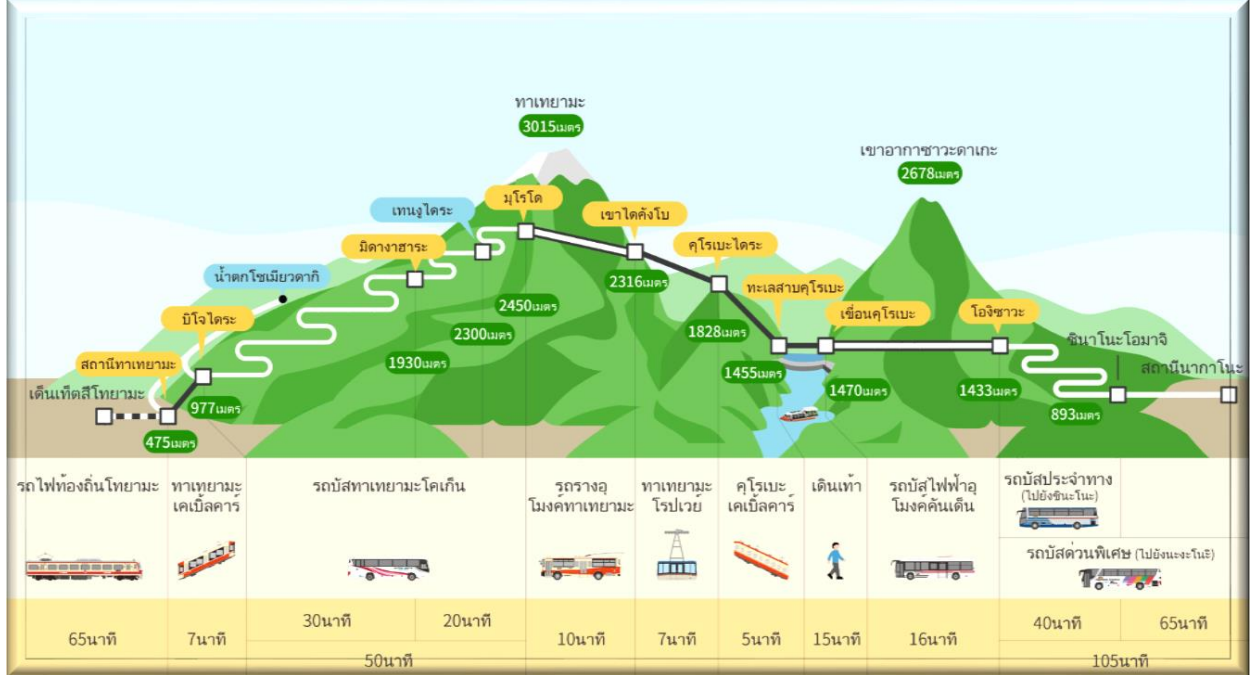 ทาเทยามะ
3015เมตร
เขาอากาซาวะดาเกะ
2678เมตร
มุโรโด
เทนงูไดระ
เขาไดคังโบ
มิดางาฮาระ
คุโรเบะไดระ
น้ำตกโชเมียวดากิ
2316เมตร
ทะเลสาบคุโรเบะ
2450เมตร
บิโจไดระ
เขื่อนคุโรเบะ
โอกิซาวะ
2300เมตร
1828เมตร
ชินาโนะโอมาจิ
สถานีทาเทยามะ
1930เมตร
สถานีนากาโนะ
1455เมตร
เด็นเท็ตสึโทยามะ
1470เมตร
1433เมตร
977เมตร
893เมตร
475เมตร
รถไฟท้องถิ่นโทยามะ
ทาเทยามะ
เคเบิ้ลคาร์
รถบัสทาเทยามะโคเก็น
รถรางอุ
โมงค์ทาเทยามะ
ทาเทยามะ
โรปเวย์
คุโรเบะ
เคเบิ้ลคาร์
เดินเท้า
รถบัสไฟฟ้าอุ
โมงค์คันเด็น
รถบัสประจำทาง
(ไปยังชินะโนะ)
รถบัสด่วนพิเศษ (ไปยังนะงะโนะ)
65นาที
7นาที
30นาที
20นาที
50นาที
10นาที
7นาที
5นาที
15นาที
16นาที
40นาที
65นาที
105นาที